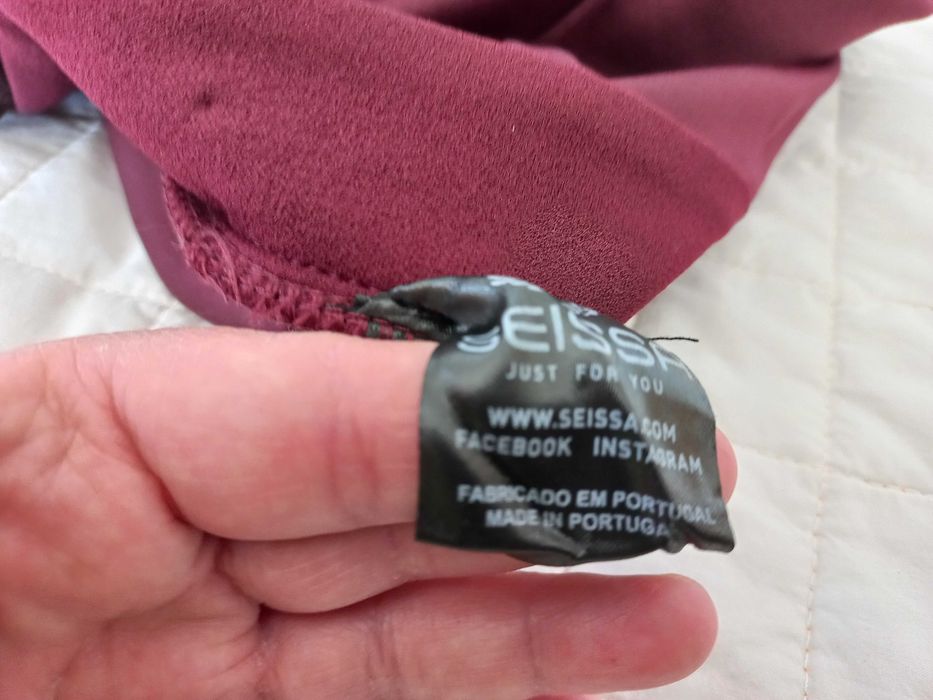 SEISSA
JUST FOR YOU
WWW.SEISSA.COM
FACEBOOK INSTAGRAM
FABRICADO EM PORTUGAL
MADE IN PORTUGAL